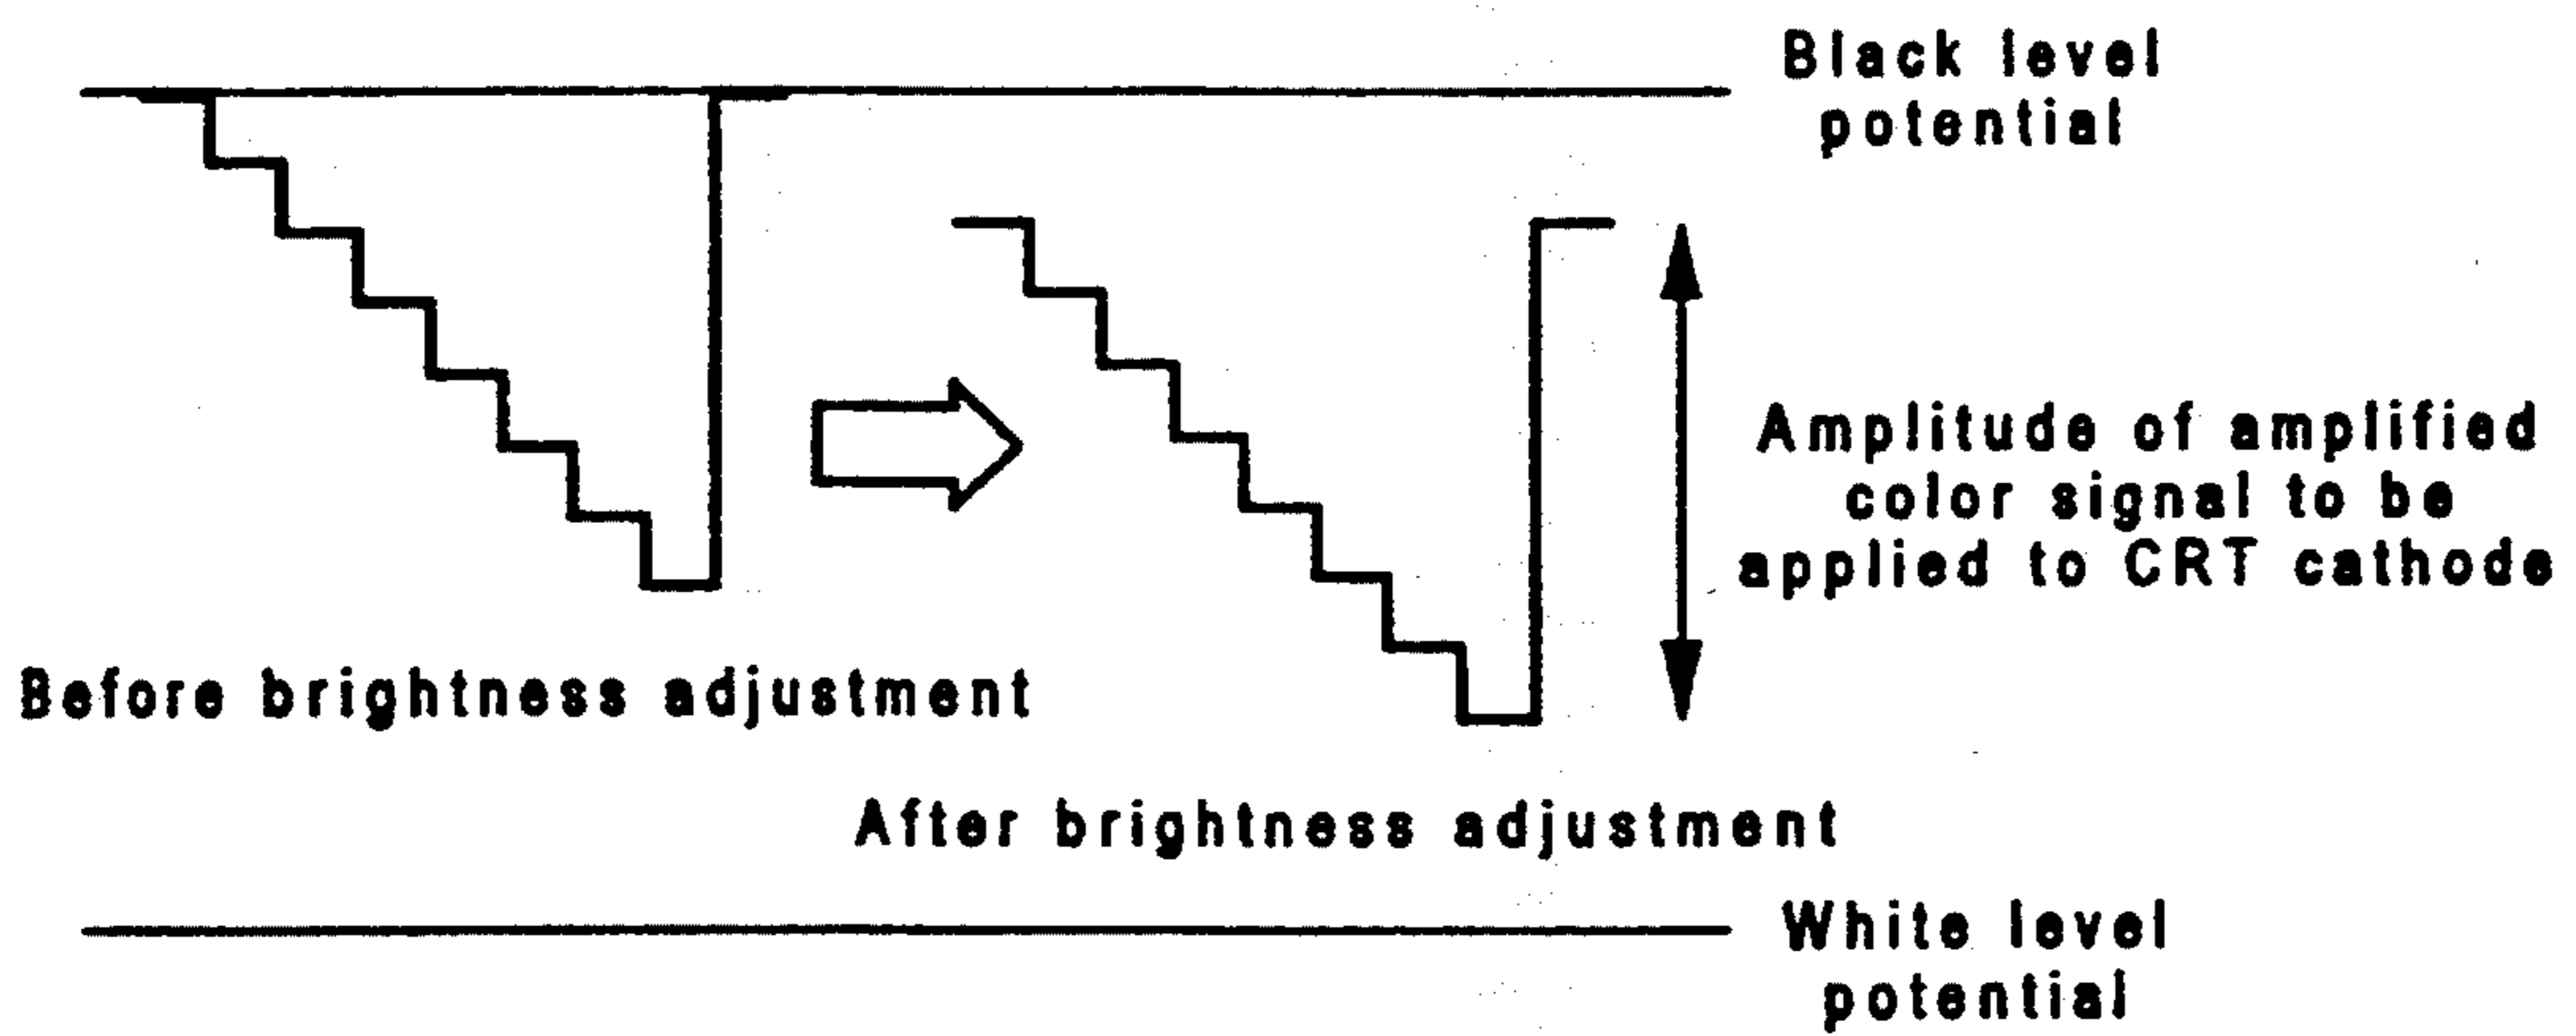 Black level
potential
Amplitude of amplified
color signal to be
applied to CRT cathode
Before brightness adjustment
After brightness adjustment
White level
potential